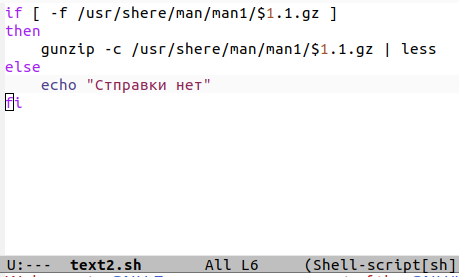 if [ -f /usr/shere/man/man1/$1.1.gz ]
then
    gunzip -c /usr/shere/man/man1/$1.1.gz | less
else
    echo "Стправки нет"
fi
U:---  text2.sh       All L6     (Shell-script[sh]